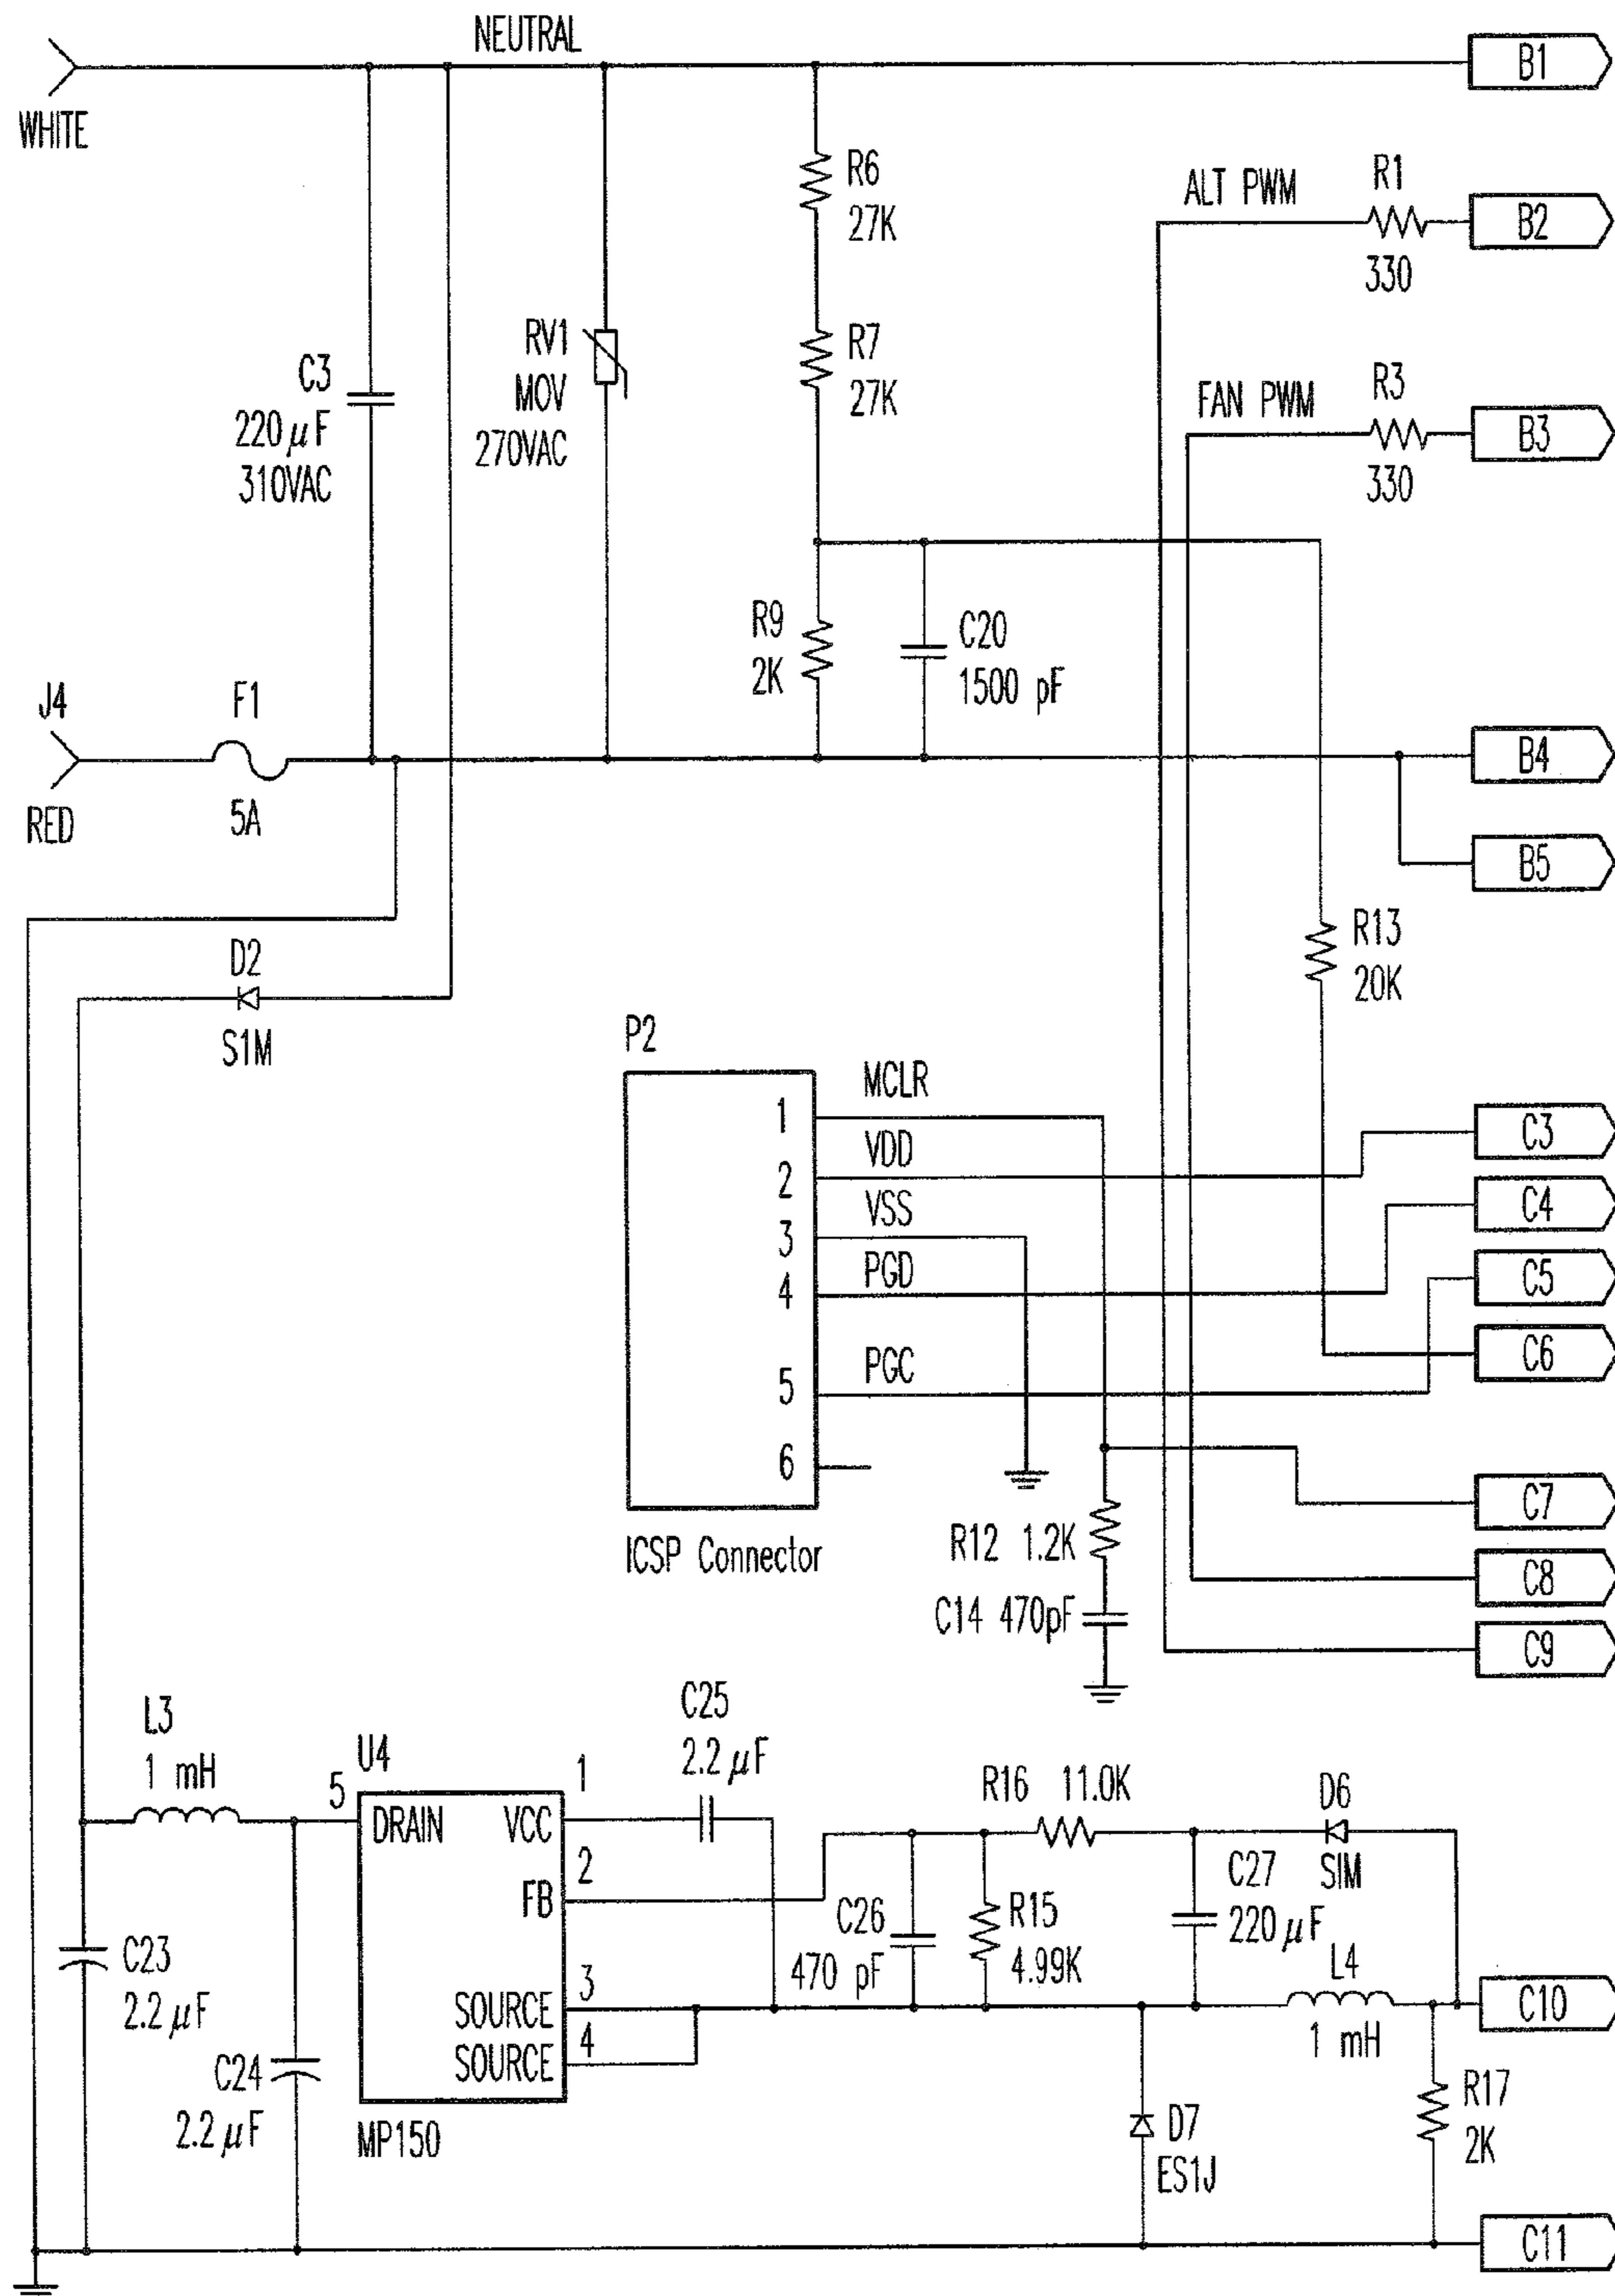 NEUTRAL
B1
WHITE
R6
27K
ALT PWM
R1
330
B2
RV1
MOV
270VAC
R7
27K
C3
220 μF
310VAC
FAN PWM
R3
330
B3
R9
2K
C20
1500 pF
J4
F1
RED
5A
B4
B5
D2
S1M
R13
20K
P2
1
MCLR
C3
2
VDD
C4
3
VSS
C5
4
PGD
C6
5
PGC
6
C7
ICSP Connector
R12 1.2K
C8
C14 470pF
C9
L3
1 mH
5
U4
1
C25
2.2 μF
R16 11.0K
D6
SIM
DRAIN
VCC
2
FB
C26
470 pF
R15
4.99K
C27
220 μF
L4
1 mH
C10
C23
2.2 μF
3
SOURCE
4
SOURCE
C24
2.2 μF
MP150
D7
ES1J
R17
2K
C11